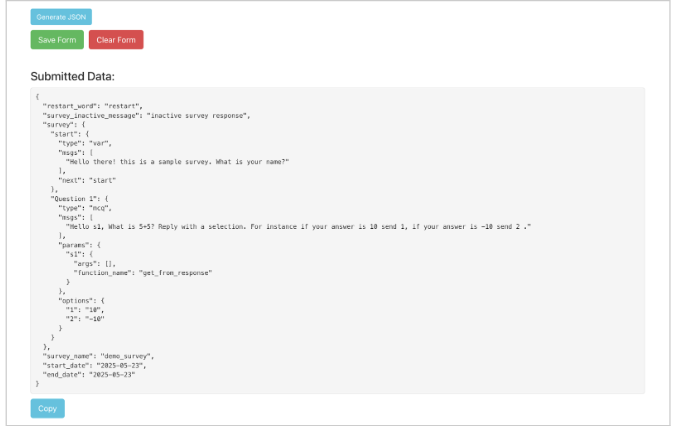 Generate JSON
Save Form Clear Form
Submitted Data:
{
  "restart_word": "restart",
  "survey_inactive_message": "inactive survey response",
  "survey": {
    "start": {
      "type": "var",
      "msgs": [
        "Hello there! this is a sample survey. What is your name?"
      ],
      "next": "start"
    },
    "Question 1": {
      "type": "mcq",
      "msgs": [
        "Hello s1, What is 5+5? Reply with a selection. For instance if your answer is 10 send 1, if your answer is -10 send 2 ."
      ],
      "params": {
        "s1": {
          "args": [],
          "function_name": "get_from_response"
        }
      },
      "options": {
        "1": "10",
        "2": "-10"
      }
    }
  },
  "survey_name": "demo_survey",
  "start_date": "2025-05-23",
  "end_date": "2025-05-23"
}
Copy